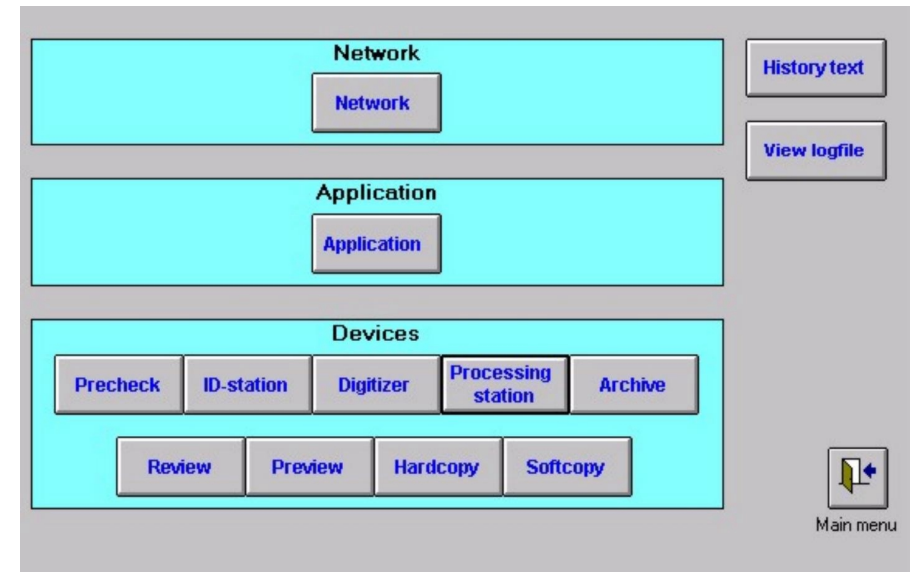 Network
Network
History text
View logfile
Application
Application
Devices
Precheck
ID-station
Digitizer
Processing
station
Archive
Review
Preview
Hardcopy
Softcopy
Main menu